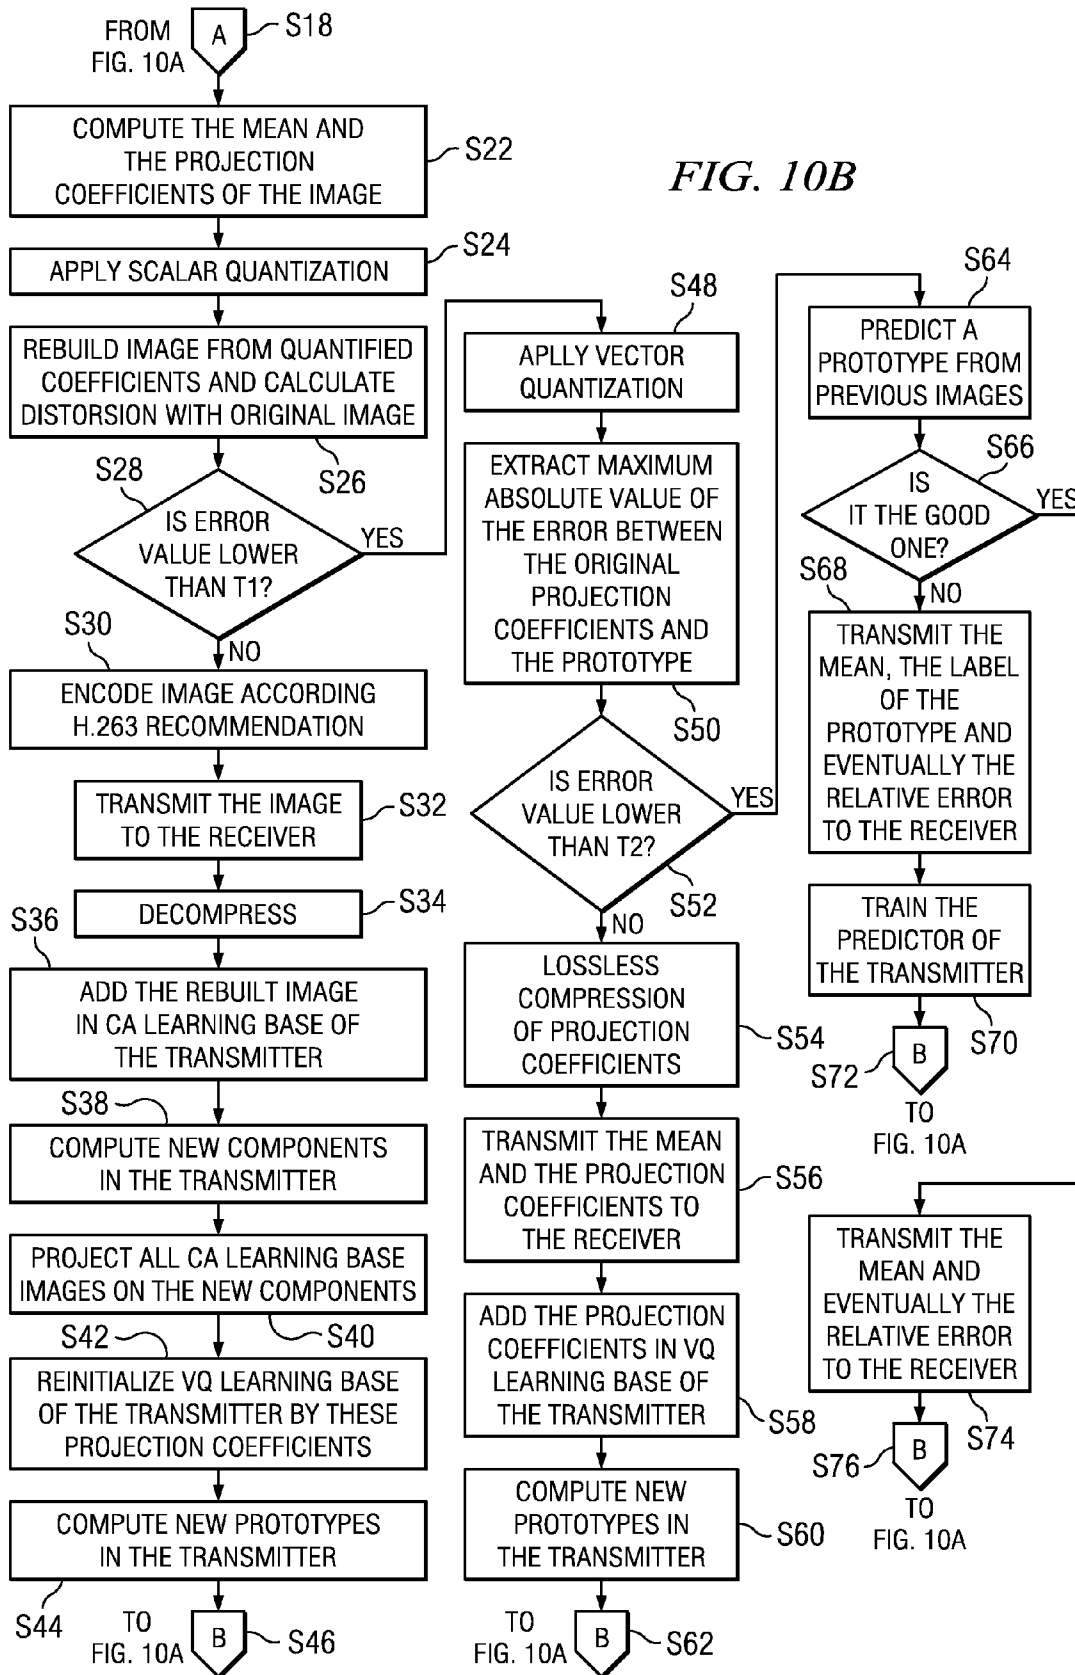 FROM
FIG. 10A
A
S18
COMPUTE THE MEAN AND
THE PROJECTION
COEFFICIENTS OF THE IMAGE
S22
FIG. 10B
APPLY SCALAR QUANTIZATION
S24
REBUILD IMAGE FROM QUANTIFIED
COEFFICIENTS AND CALCULATE
DISTORSION WITH ORIGINAL IMAGE
S26
S28
IS ERROR
VALUE LOWER
THAN T1?
YES
NO
S30
ENCODE IMAGE ACCORDING
H.263 RECOMMENDATION
TRANSMIT THE IMAGE
TO THE RECEIVER
S32
DECOMPRESS
S34
S36
ADD THE REBUILT IMAGE
IN CA LEARNING BASE OF
THE TRANSMITTER
S38
COMPUTE NEW COMPONENTS
IN THE TRANSMITTER
PROJECT ALL CA LEARNING BASE
IMAGES ON THE NEW COMPONENTS
S40
S42
REINITIALIZE VQ LEARNING BASE
OF THE TRANSMITTER BY THESE
PROJECTION COEFFICIENTS
COMPUTE NEW PROTOTYPES
IN THE TRANSMITTER
S44
TO
FIG. 10A
B
S46
S48
APLLY VECTOR
QUANTIZATION
EXTRACT MAXIMUM
ABSOLUTE VALUE OF
THE ERROR BETWEEN
THE ORIGINAL
PROJECTION
COEFFICIENTS AND
THE PROTOTYPE
S50
IS ERROR
VALUE LOWER
THAN T2?
YES
S52
NO
LOSSLESS
COMPRESSION
OF PROJECTION
COEFFICIENTS
S54
TRANSMIT THE MEAN
AND THE PROJECTION
COEFFICIENTS TO
THE RECEIVER
S56
ADD THE PROJECTION
COEFFICIENTS IN VQ
LEARNING BASE OF
THE TRANSMITTER
S58
COMPUTE NEW
PROTOTYPES IN
THE TRANSMITTER
S60
TO
FIG. 10A
B
S62
S64
PREDICT A
PROTOTYPE FROM
PREVIOUS IMAGES
S66
IS
IT THE GOOD
ONE?
YES
NO
S68
TRANSMIT THE
MEAN, THE LABEL
OF THE
PROTOTYPE AND
EVENTUALLY THE
RELATIVE ERROR
TO THE RECEIVER
TRAIN THE
PREDICTOR OF
THE TRANSMITTER
S70
S72
B
TO
FIG. 10A
TRANSMIT THE
MEAN AND
EVENTUALLY THE
RELATIVE ERROR
TO THE RECEIVER
S74
S76
B
TO
FIG. 10A